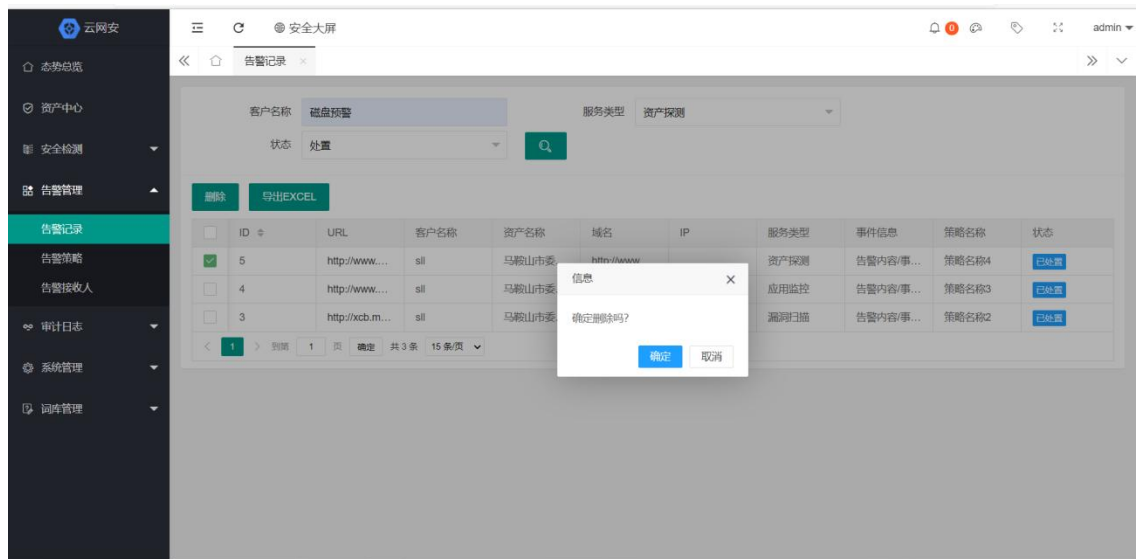 云网安
安全大屏
0
admin
态势总览
告警记录
资产中心
客户名称 磁盘预警 服务类型 资产探测
安全检测
状态 处置
告警管理
删除 导出EXCEL
告警记录
ID URL 客户名称 资产名称 域名 IP 服务类型 事件信息 策略名称 状态
告警策略
5 http://www.... sll 马鞍山市委 http://www 资产探测 告警内容/事... 策略名称4 已处置
告警接收人
4 http://www.... sll 马鞍山市委 应用监控 告警内容/事... 策略名称3 已处置
3 http://xcb.m... sll 马鞍山市委 漏洞扫描 告警内容/事... 策略名称2 已处置
信息
确定删除吗?
确定 取消
审计日志
1 到第 1 页 确定 共 3 条 15 条/页
系统管理
词库管理